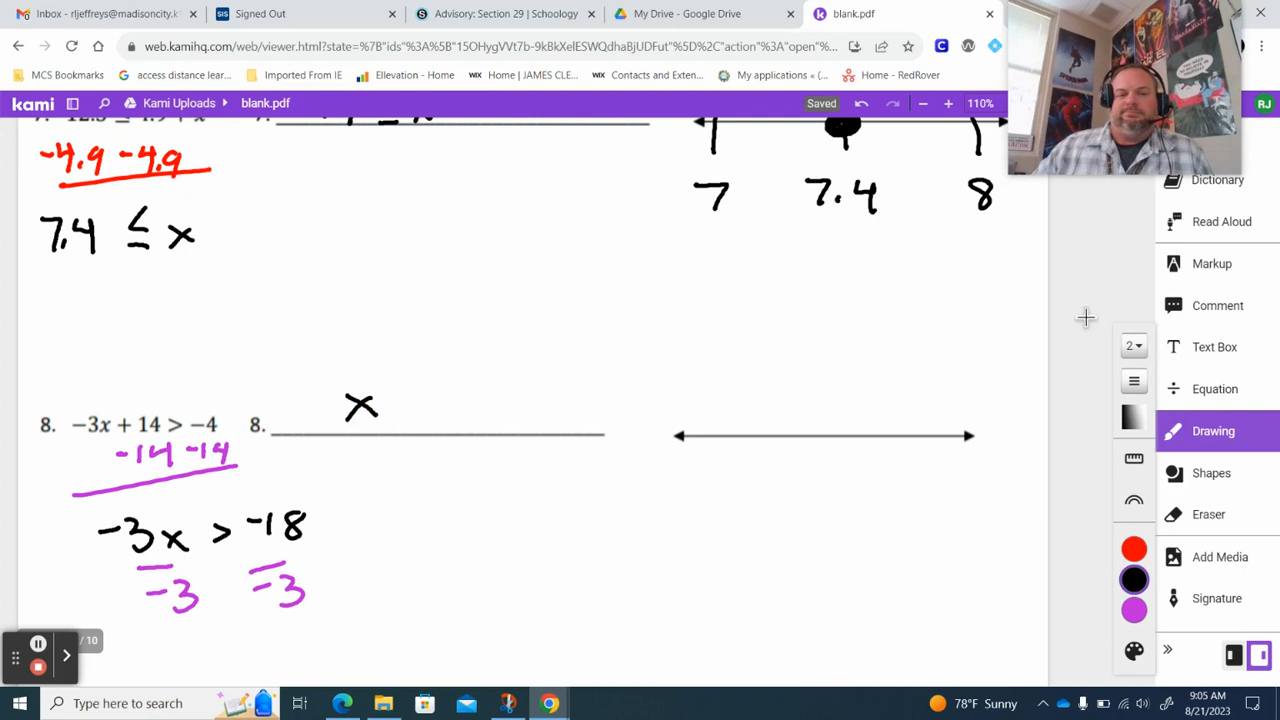 Inbox - rljeffreys@madisoncity.k
Signed Out
Advisory: Section 29 | Schoology
My Drive - Google Drive
blank.pdf
web.kamihq.com/web/viewer.html?state=%7B"ids"%3A%5B"15OHgVVt7b-9kBkXelESWQdhaBjUDFut"%5D%2C"action"%3A"open"...
MCS Bookmarks
access distance lear...
Imported From IE
Elevation - Home
WIX Home | JAMES CLE...
WIX Contacts and Exten...
My applications « (...
Home - RedRover
kami
Kami Uploads
blank.pdf
Saved
110%
RJ
-4.9 -4.9
7 7.4 8
7.4 ≤ x
8. −3x + 14 > −4 8. x
-14 -14
-3x > -18
-3 -3
Dictionary
Read Aloud
Markup
Comment
Text Box
Equation
Drawing
Shapes
Eraser
Add Media
Signature
2
/ 10
Type here to search
78°F Sunny
9:05 AM
8/21/2023